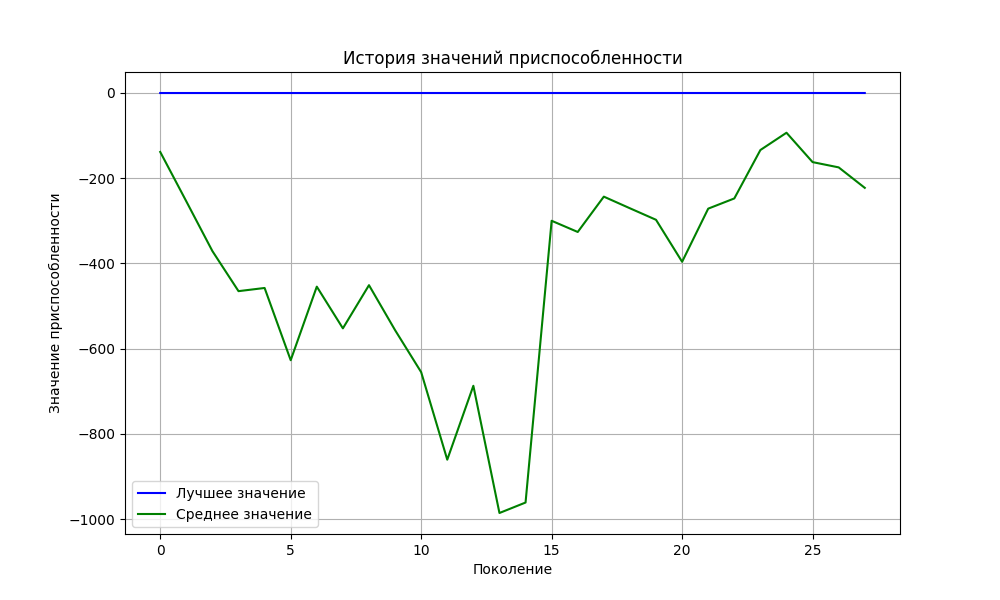 История значений приспособленности
Значение приспособленности
0
−200
−400
−600
−800
−1000
Лучшее значение
Среднее значение
0 5 10 15 20 25
Поколение